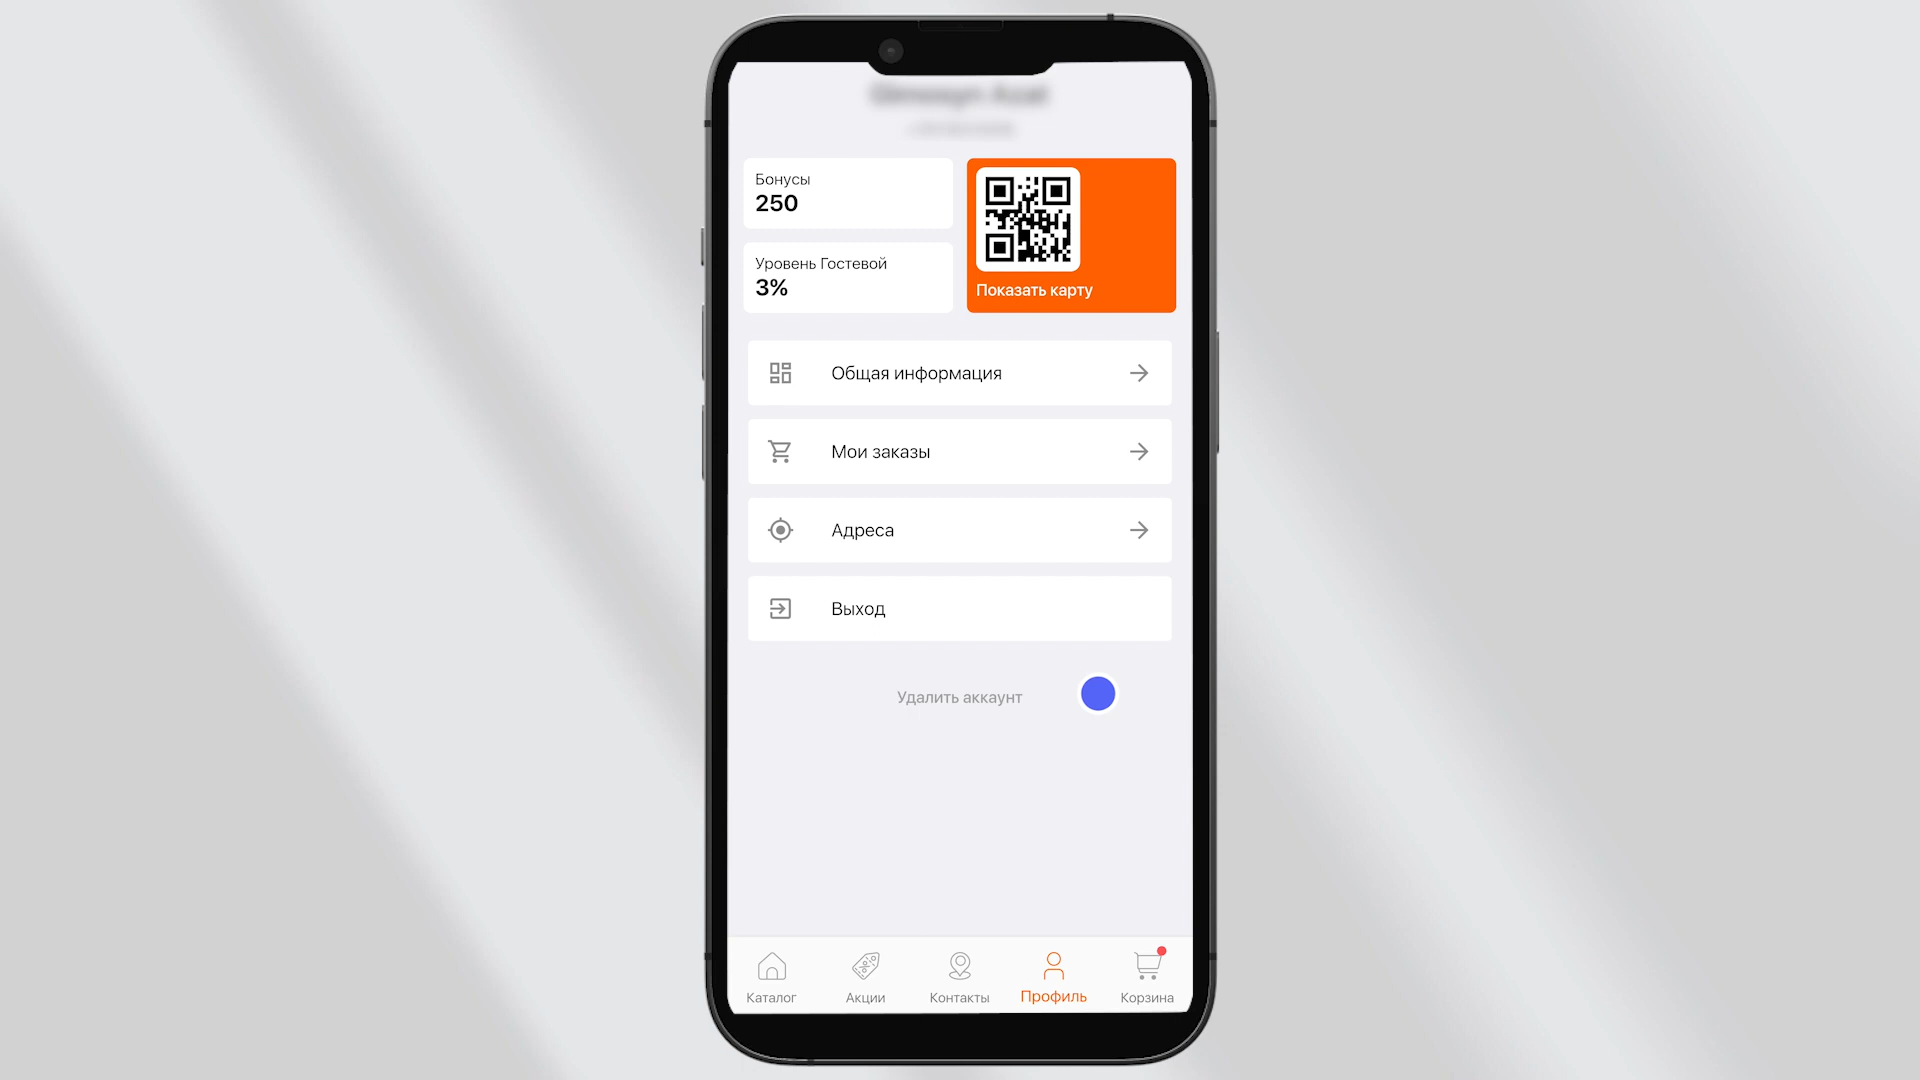 Бонусы
250
Уровень Гостевой
3%
Показать карту
Общая информация
Мои заказы
Адреса
Выход
Удалить аккаунт
Каталог
Акции
Контакты
Профиль
Корзина